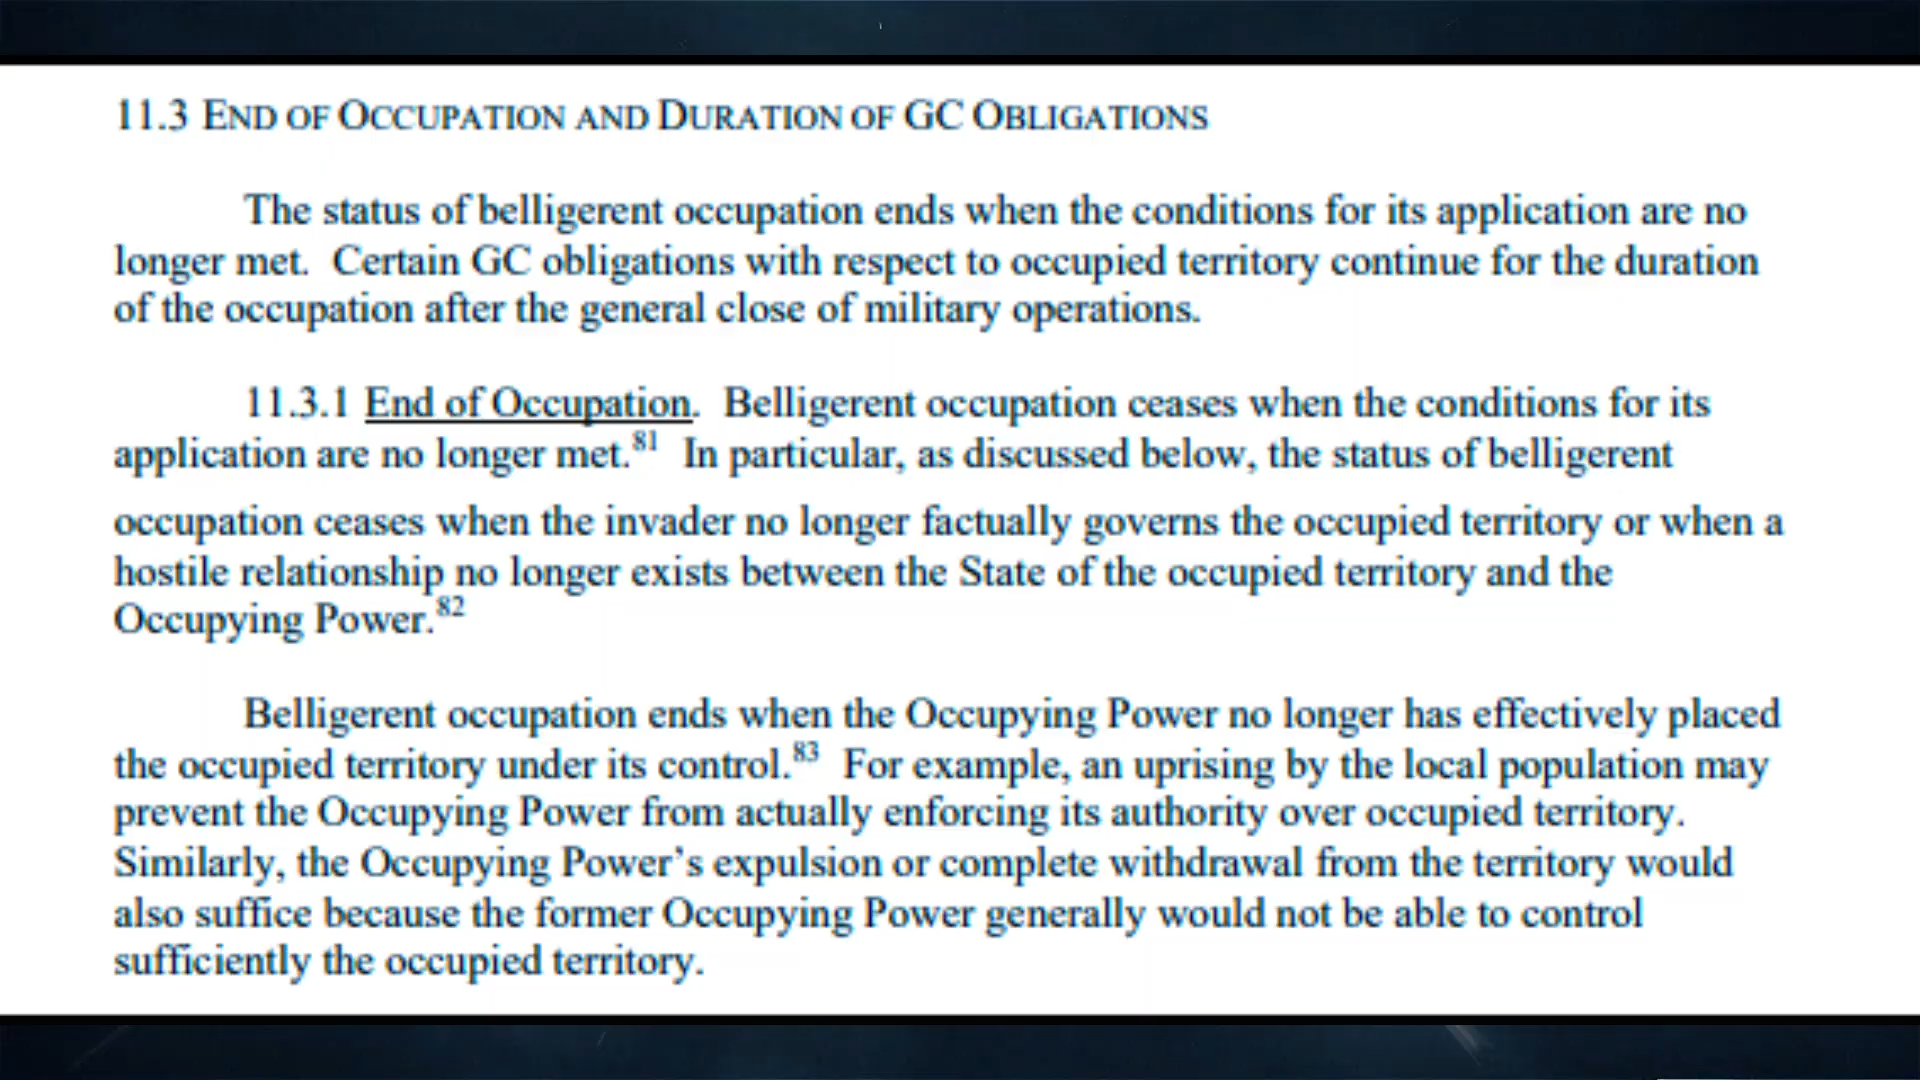 11.3 END OF OCCUPATION AND DURATION OF GC OBLIGATIONS
The status of belligerent occupation ends when the conditions for its application are no
longer met.  Certain GC obligations with respect to occupied territory continue for the duration
of the occupation after the general close of military operations.
11.3.1 End of Occupation.  Belligerent occupation ceases when the conditions for its
application are no longer met.81  In particular, as discussed below, the status of belligerent
occupation ceases when the invader no longer factually governs the occupied territory or when a
hostile relationship no longer exists between the State of the occupied territory and the
Occupying Power.82
Belligerent occupation ends when the Occupying Power no longer has effectively placed
the occupied territory under its control.83  For example, an uprising by the local population may
prevent the Occupying Power from actually enforcing its authority over occupied territory.
Similarly, the Occupying Power’s expulsion or complete withdrawal from the territory would
also suffice because the former Occupying Power generally would not be able to control
sufficiently the occupied territory.